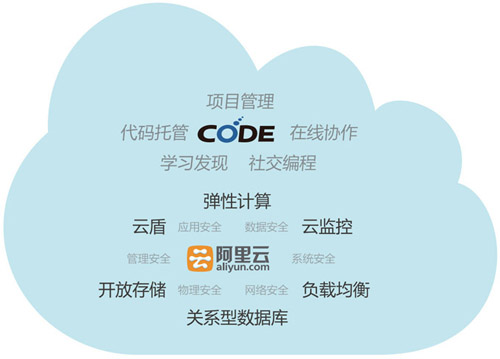 项目管理
代码托管 CODE 在线协作
学习发现 社交编程
弹性计算
云盾 应用安全 数据安全 云监控
管理安全 阿里云 系统安全
aliyun.com
开放存储 物理安全 网络安全 负载均衡
关系型数据库